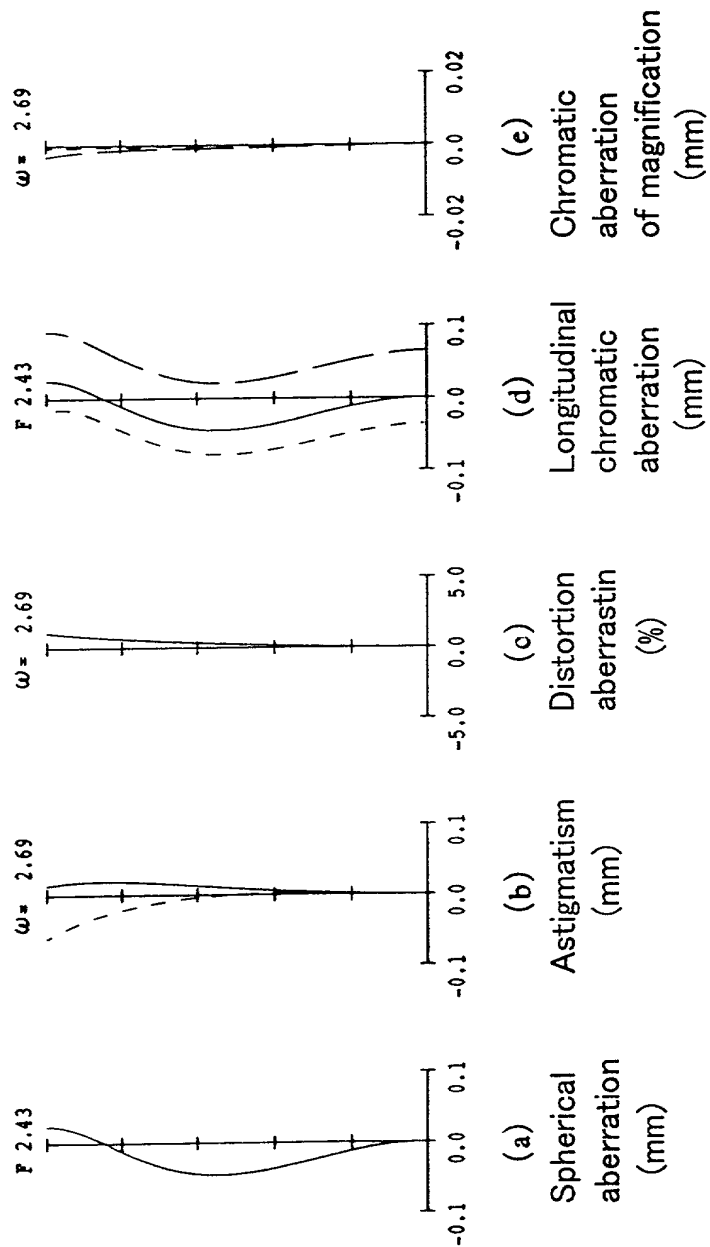 F 2.43
-0.1 0.0 0.1
(a)
Spherical
aberration
(mm)
ω= 2.69
-0.1 0.0 0.1
(b)
Astigmatism
(mm)
ω= 2.69
-5.0 0.0 5.0
(c)
Distortion
aberrastin
(%)
F 2.43
-0.1 0.0 0.1
(d)
Longitudinal
chromatic
aberration
(mm)
ω= 2.69
-0.02 0.0 0.02
(e)
Chromatic
aberration
of magnification
(mm)